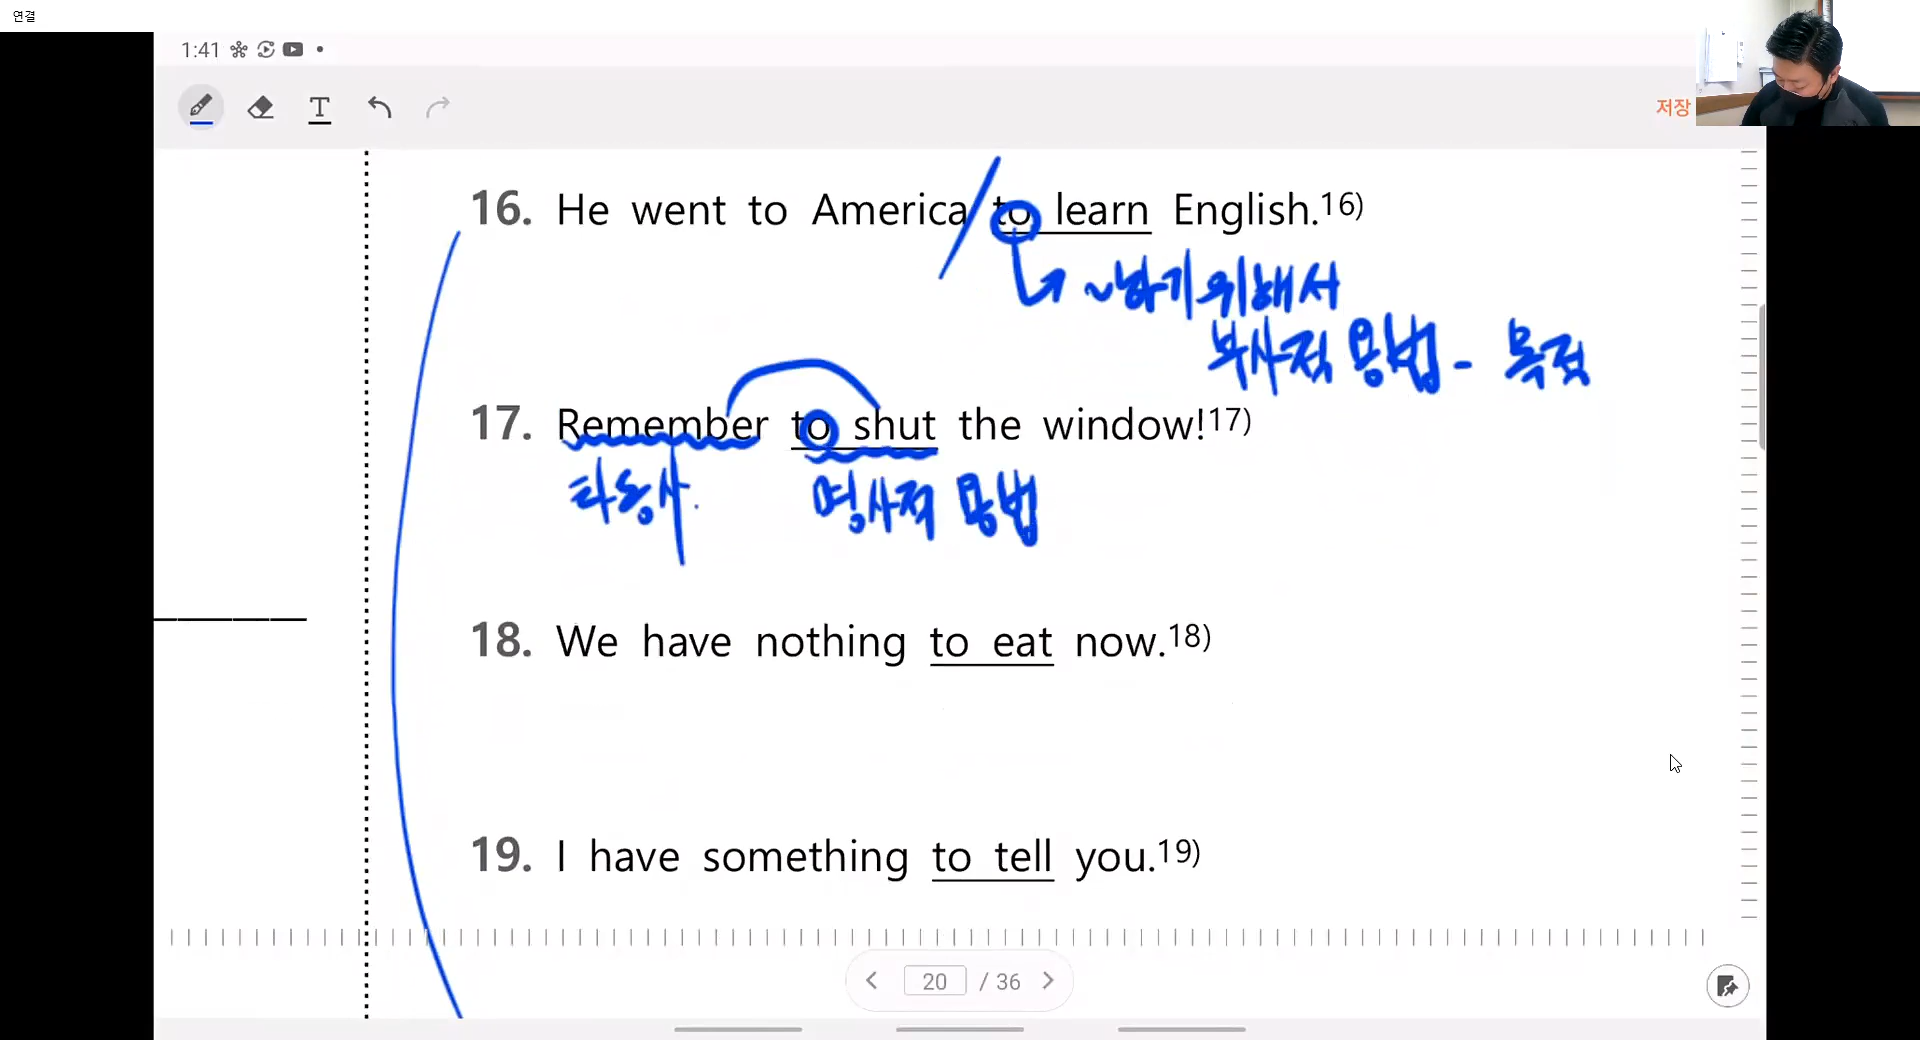 연결
1:41
T
저장
16. He went to America to learn English.16)
~하기 위해서
부사적 용법 - 목적
17. Remember to shut the window!17)
타동사 명사적 용법
18. We have nothing to eat now.18)
19. I have something to tell you.19)
20 / 36